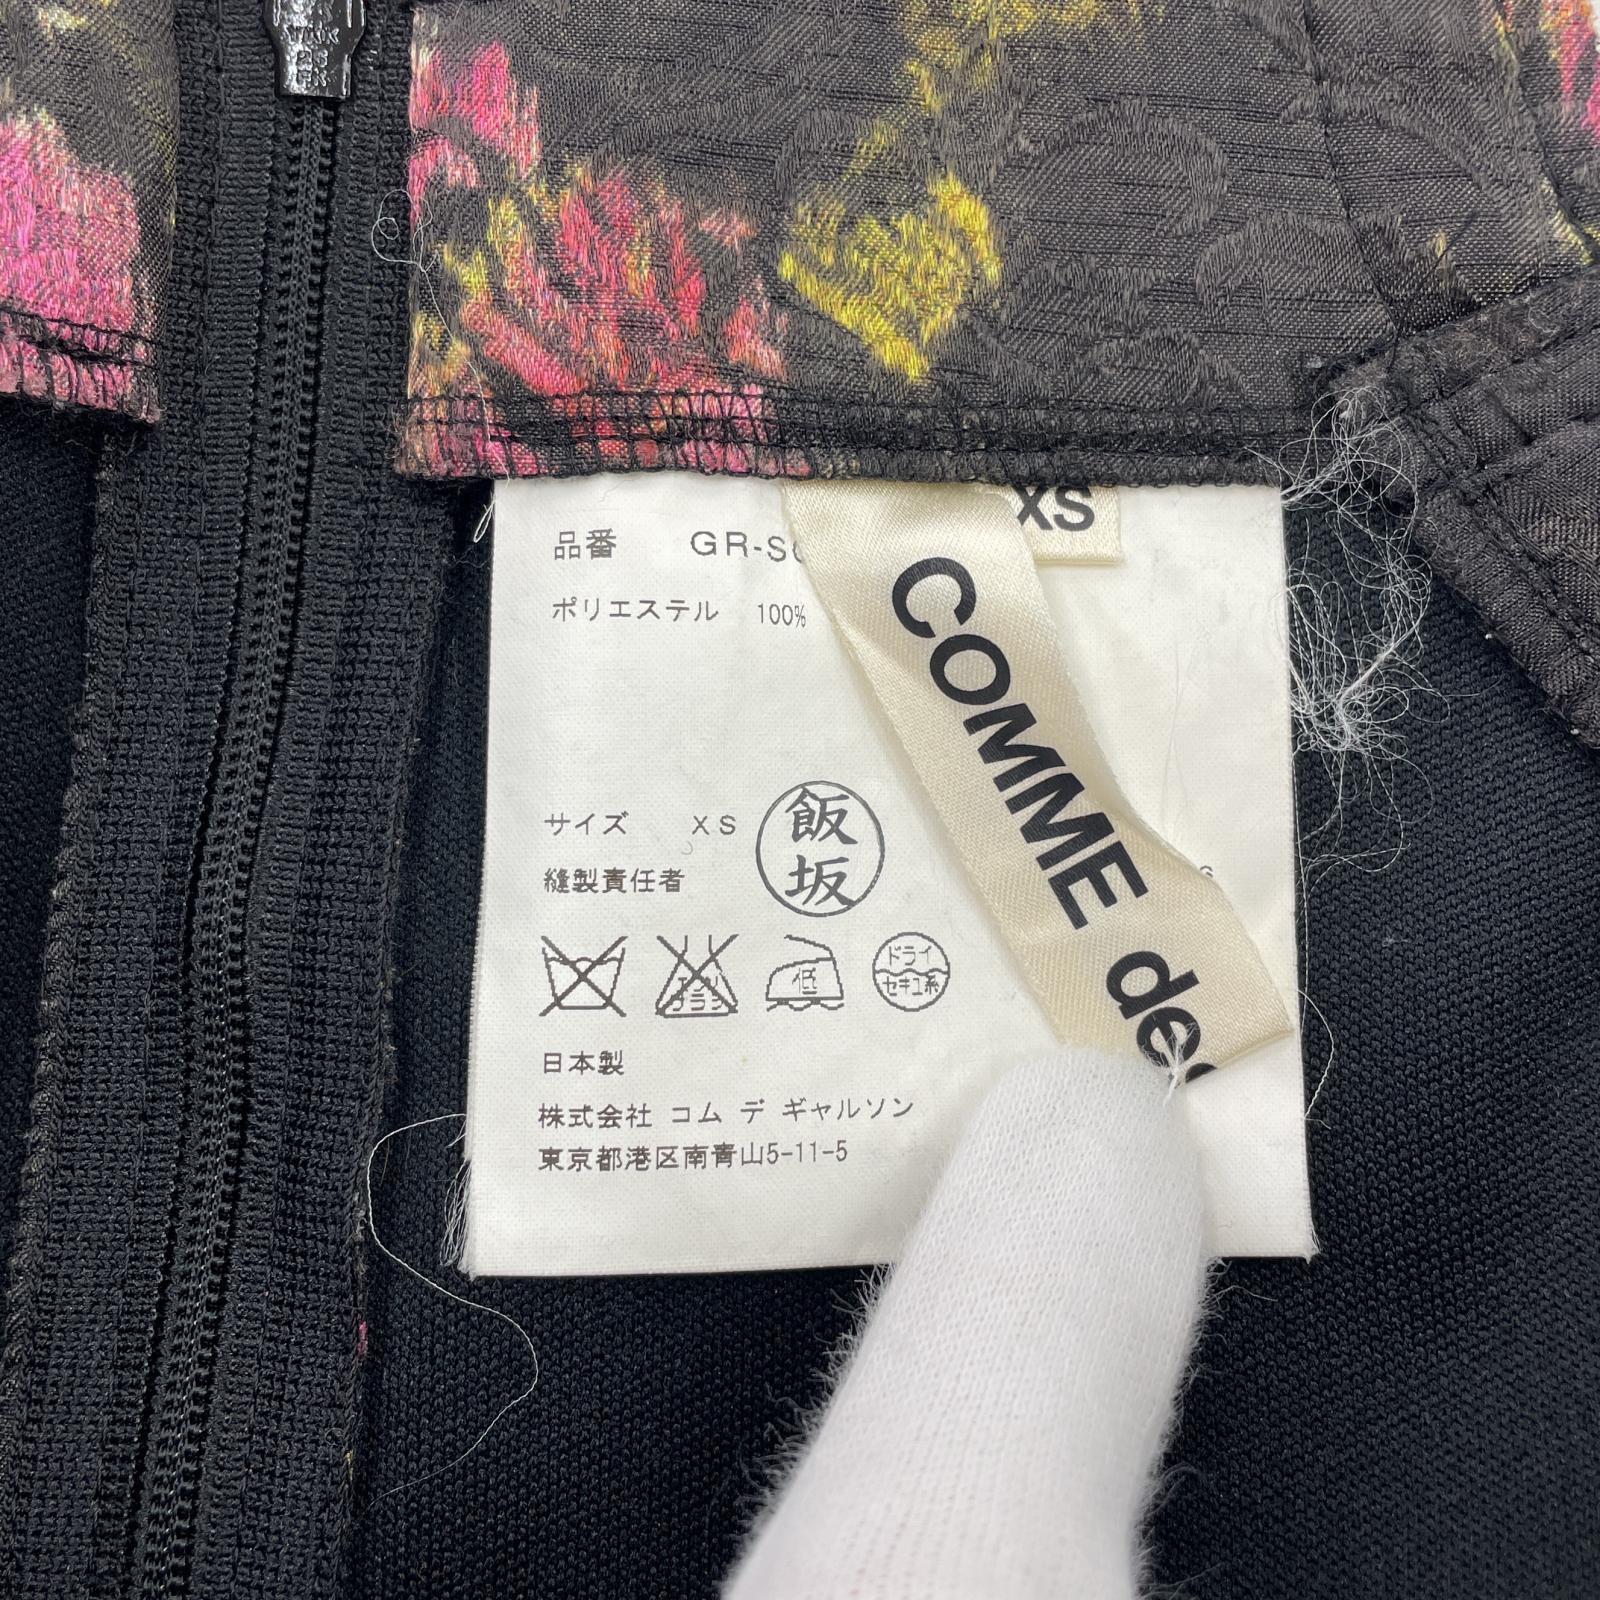 XS
品番 GR-S
ポリエステル 100%
COMME des
サイズ XS
飯坂
縫製責任者
低
ドライ
セキユ系
日本製
株式会社 コム デ ギャルソン
東京都港区南青山5-11-5